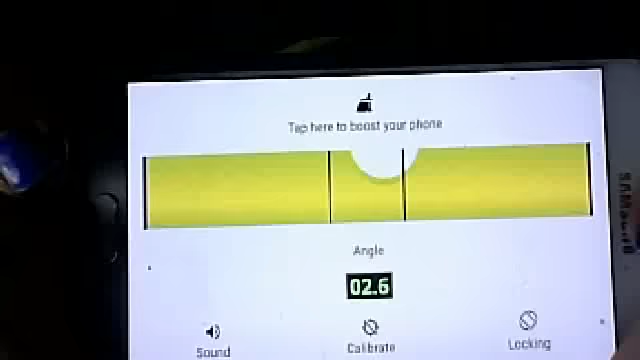 Tap here to boost your phone
Angle
02.6
Sound
Calibrate
Locking
SAMSUNG